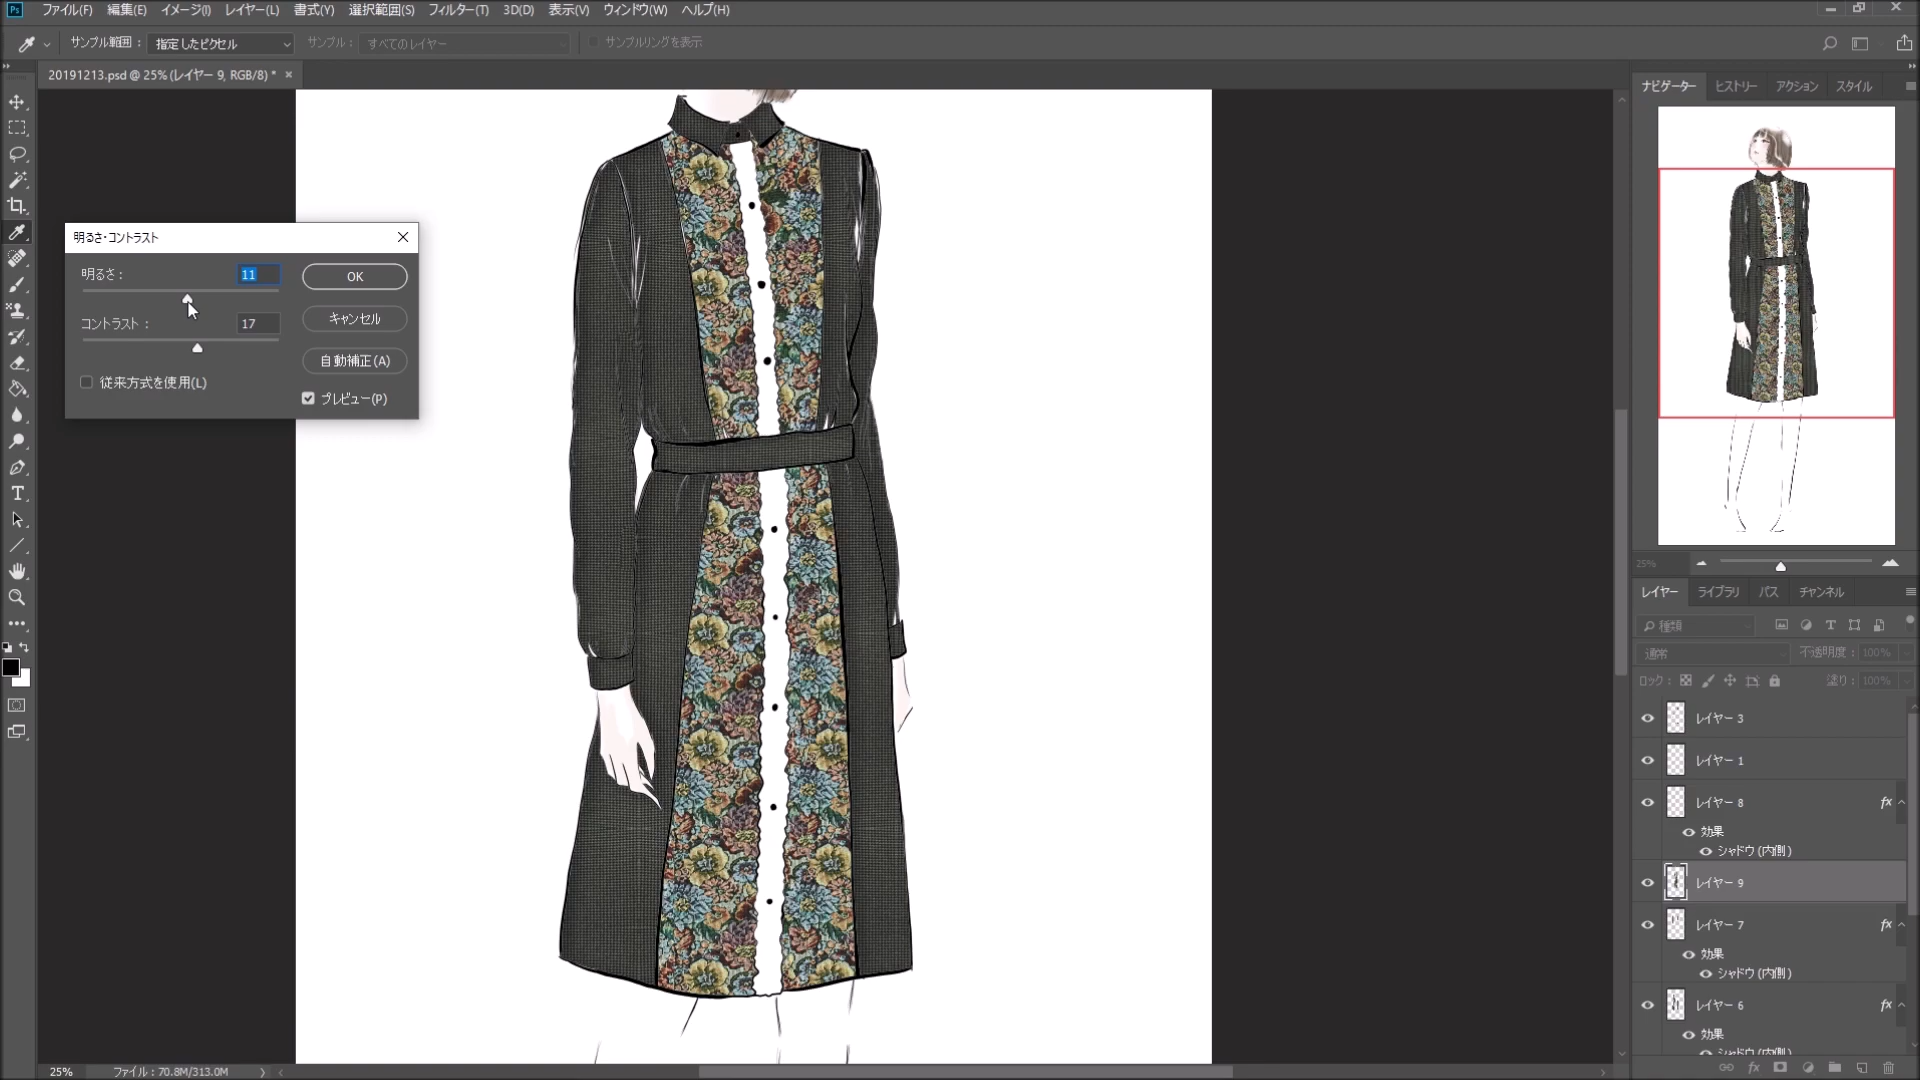 Ps ファイル(F) 編集(E) イメージ(I) レイヤー(L) 書式(Y) 選択範囲(S) フィルター(T) 3D(D) 表示(V) ウィンドウ(W) ヘルプ(H)
サンプル範囲 : 指定したピクセル サンプル : すべてのレイヤー サンプルリングを表示
20191213.psd @ 25% (レイヤー 9, RGB/8) *
ナビゲーター ヒストリー アクション スタイル
明るさ・コントラスト
明るさ : 11
OK
コントラスト : 17
キャンセル
自動補正(A)
従来方式を使用(L)
プレビュー(P)
25%
レイヤー ライブラリ パス チャンネル
種類
通常 不透明度 : 100%
ロック : 塗り : 100%
レイヤー 3
レイヤー 1
レイヤー 8 fx
効果
シャドウ (内側)
レイヤー 9
レイヤー 7 fx
効果
シャドウ (内側)
レイヤー 6 fx
効果
シャドウ (内側)
25% ファイル : 70.8M/313.0M